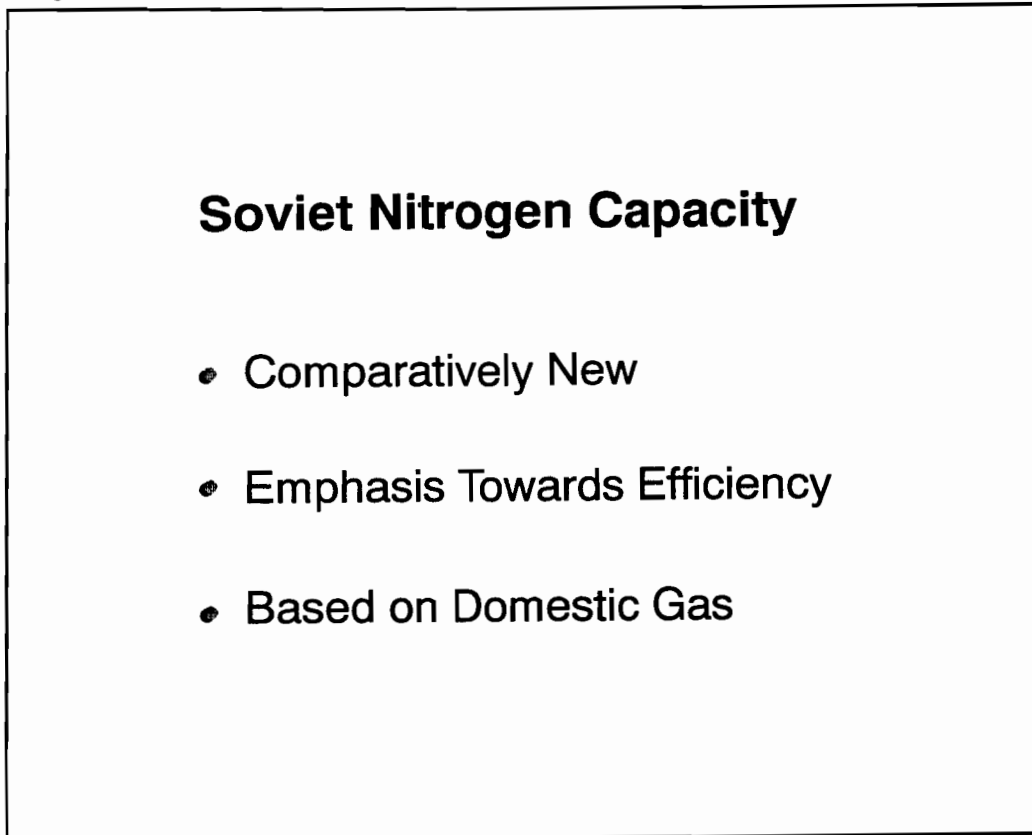 Soviet Nitrogen Capacity
• Comparatively New
• Emphasis Towards Efficiency
• Based on Domestic Gas